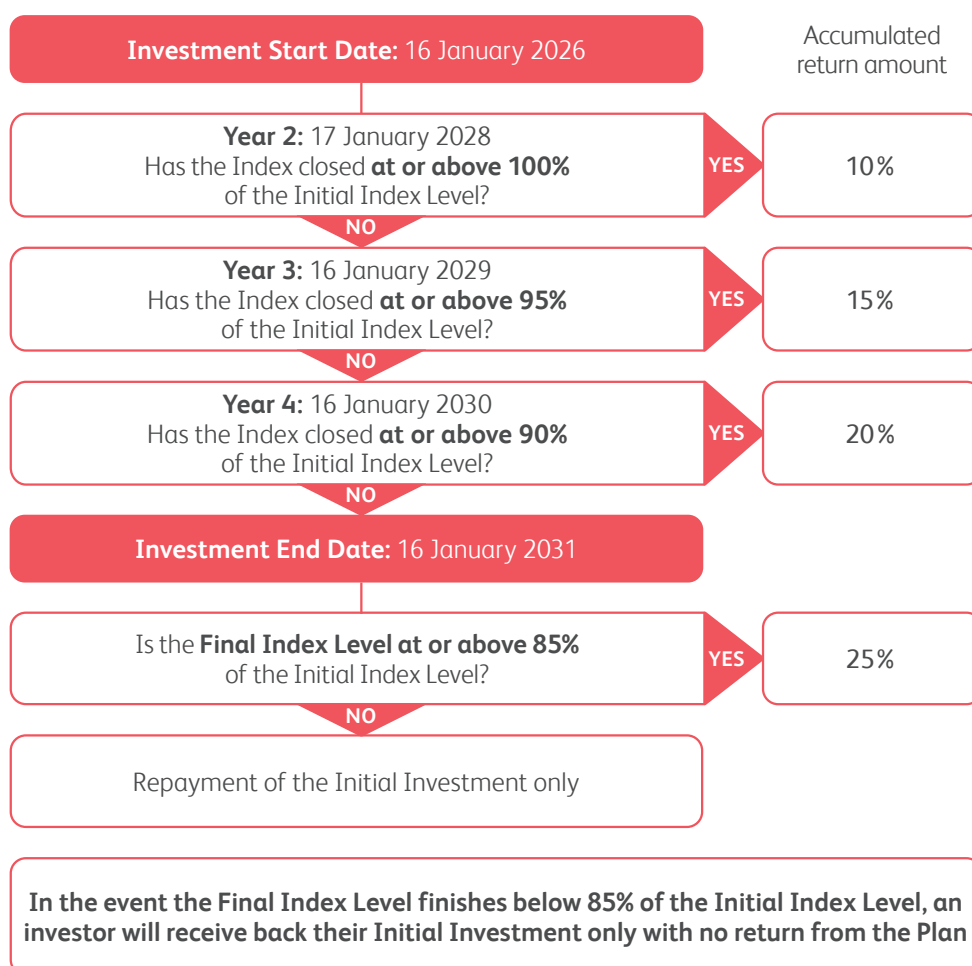 Investment Start Date: 16 January 2026
Accumulated
return amount
Year 2: 17 January 2028
Has the Index closed at or above 100%
of the Initial Index Level?
YES
10%
NO
Year 3: 16 January 2029
Has the Index closed at or above 95%
of the Initial Index Level?
YES
15%
NO
Year 4: 16 January 2030
Has the Index closed at or above 90%
of the Initial Index Level?
YES
20%
NO
Investment End Date: 16 January 2031
Is the Final Index Level at or above 85%
of the Initial Index Level?
YES
25%
NO
Repayment of the Initial Investment only
In the event the Final Index Level finishes below 85% of the Initial Index Level, an
investor will receive back their Initial Investment only with no return from the Plan